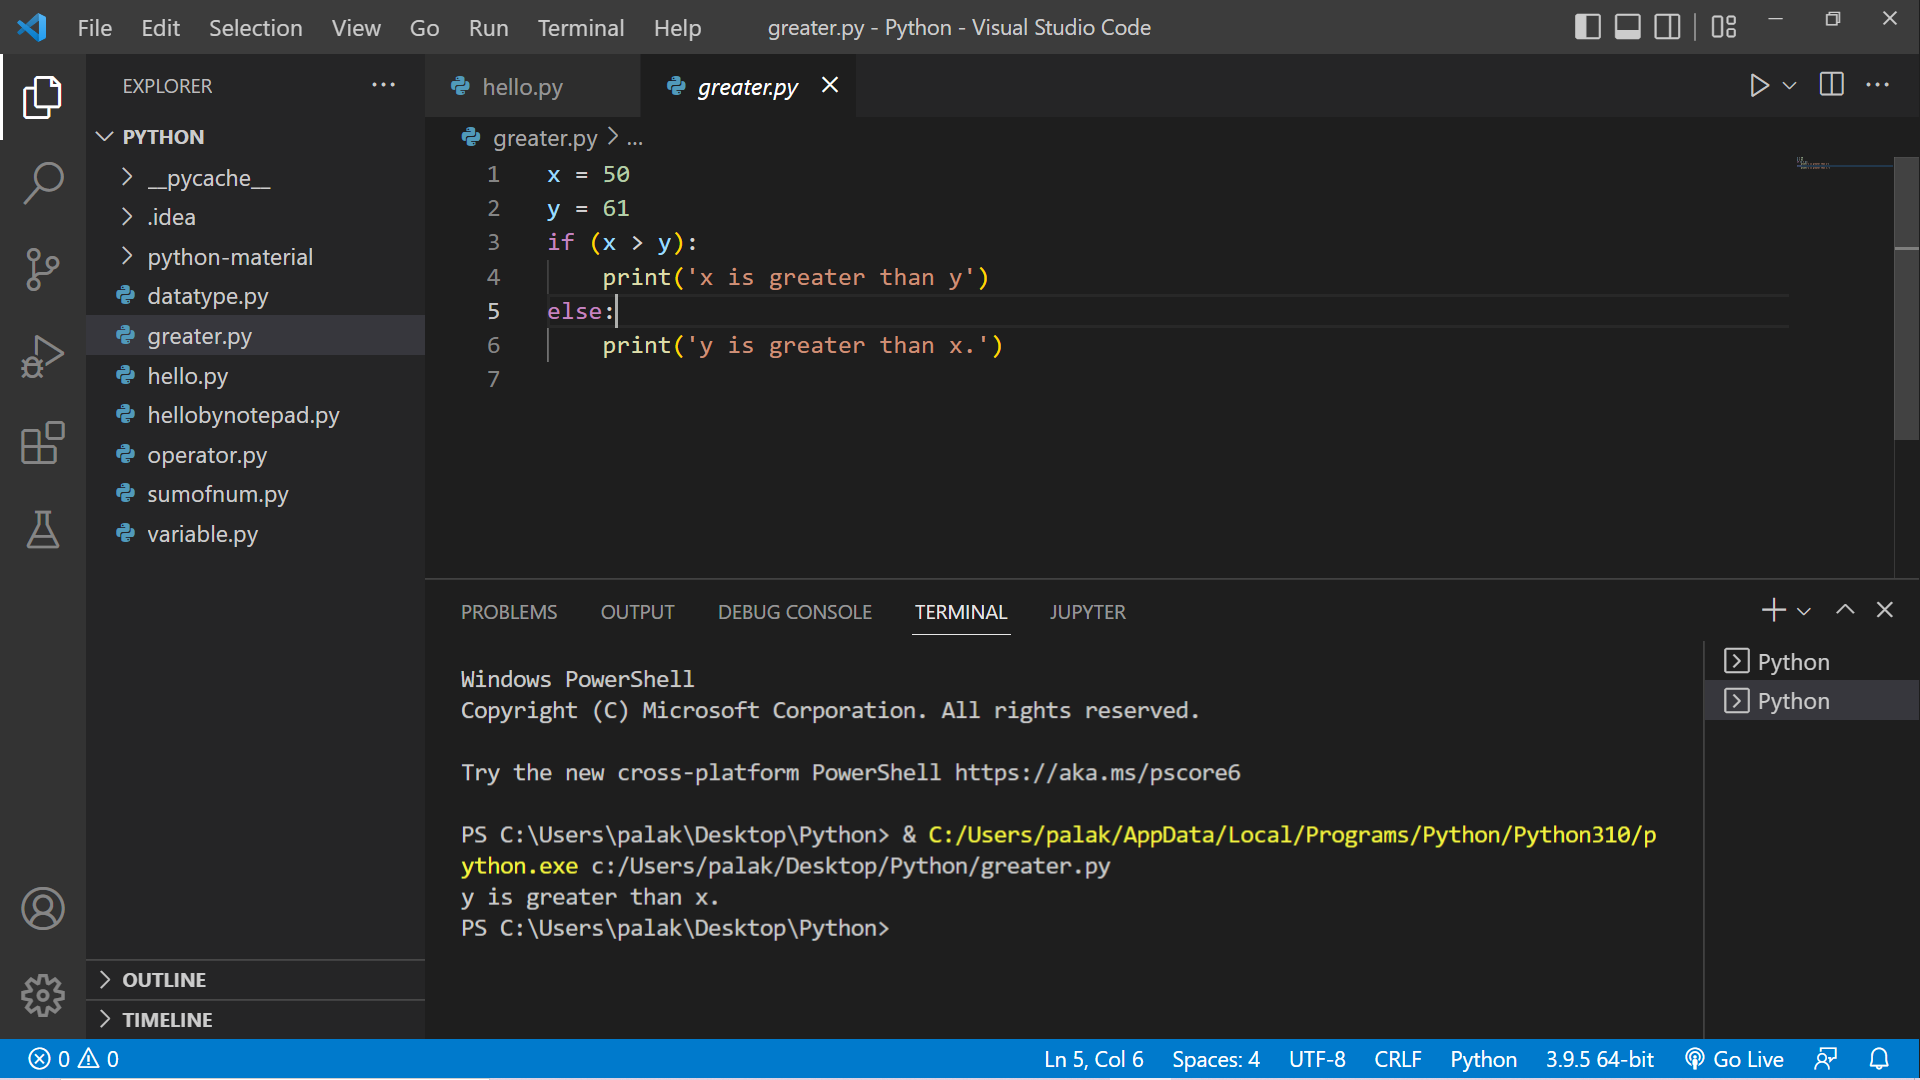 File Edit Selection View Go Run Terminal Help
greater.py - Python - Visual Studio Code
EXPLORER
PYTHON
__pycache__
.idea
python-material
datatype.py
greater.py
hello.py
hellobynotepad.py
operator.py
sumofnum.py
variable.py
OUTLINE
TIMELINE
hello.py
greater.py
greater.py > ...
1 x = 50
2 y = 61
3 if (x > y):
4     print('x is greater than y')
5 else:
6     print('y is greater than x.')
7
PROBLEMS OUTPUT DEBUG CONSOLE TERMINAL JUPYTER
Windows PowerShell
Copyright (C) Microsoft Corporation. All rights reserved.
Try the new cross-platform PowerShell https://aka.ms/pscore6
PS C:\Users\palak\Desktop\Python> & C:/Users/palak/AppData/Local/Programs/Python/Python310/p
ython.exe c:/Users/palak/Desktop/Python/greater.py
y is greater than x.
PS C:\Users\palak\Desktop\Python>
Python
Python
0 0
Ln 5, Col 6 Spaces: 4 UTF-8 CRLF Python 3.9.5 64-bit Go Live